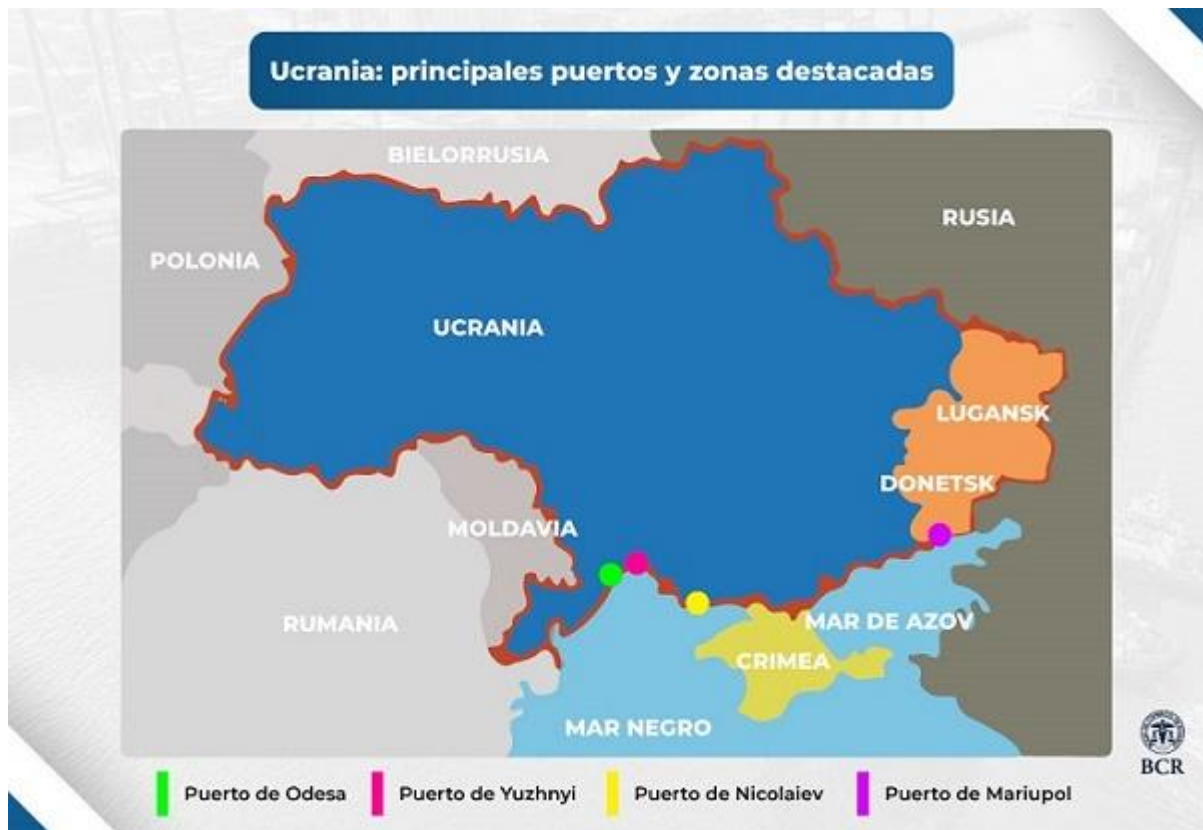 Ucrania: principales puertos y zonas destacadas
BIELORRUSIA
RUSIA
POLONIA
UCRANIA
LUGANSK
DONETSK
MOLDAVIA
RUMANIA
MAR DE AZOV
CRIMEA
MAR NEGRO
BCR
Puerto de Odesa
Puerto de Yuzhnyi
Puerto de Nicolaiev
Puerto de Mariupol